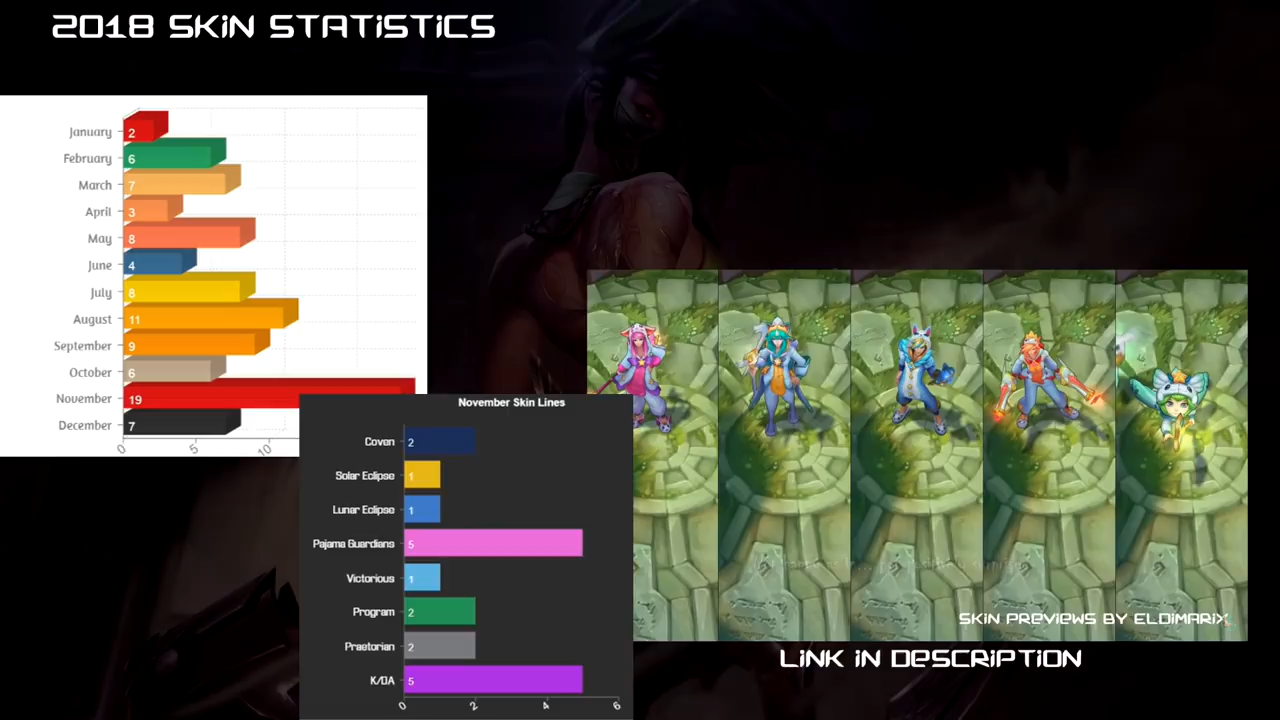 2018 SKIN STATISTICS
January 2
February 6
March 7
April 3
May 8
June 4
July 8
August 11
September 9
October 6
November 19
December 7
0 5 10
November Skin Lines
Coven 2
Solar Eclipse 1
Lunar Eclipse 1
Pajama Guardians 5
Victorious 1
Program 2
Praetorian 2
K/DA 5
0 2 4 6
SKIN PREVIEWS BY ELDIMARIX
LINK IN DESCRIPTION